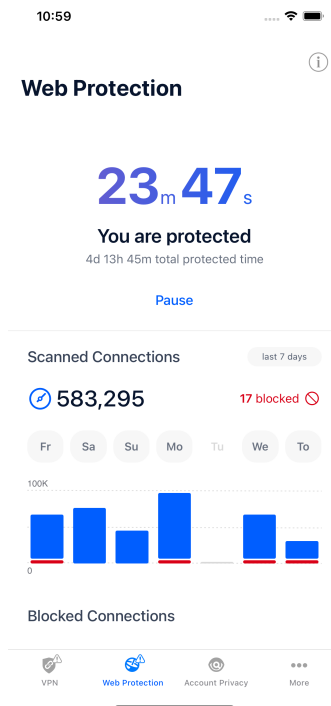 10:59
Web Protection
23m 47s
You are protected
4d 13h 45m total protected time
Pause
Scanned Connections
last 7 days
583,295
17 blocked
Fr Sa Su Mo Tu We To
100K
0
Blocked Connections
VPN Web Protection Account Privacy More